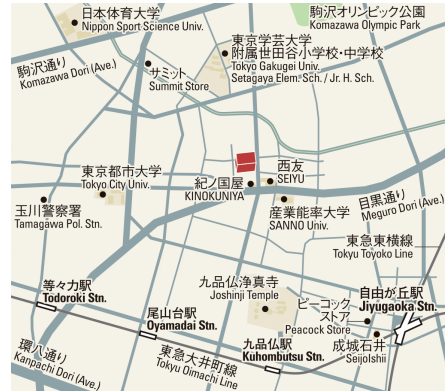 日本体育大学
Nippon Sport Science Univ.
駒沢オリンピック公園
Komazawa Olympic Park
東京学芸大学
附属世田谷小学校・中学校
Tokyo Gakugei Univ.
Setagaya Elem. Sch. / Jr. H. Sch.
駒沢通り
Komazawa Dori (Ave.)
サミット
Summit Store
東京都市大学
Tokyo City Univ.
紀ノ国屋
KINOKUNIYA
西友
SEIYU
玉川警察署
Tamagawa Pol. Stn.
産業能率大学
SANNO Univ.
目黒通り
Meguro Dori (Ave.)
東急東横線
Tokyu Toyoko Line
等々力駅
Todoroki Stn.
尾山台駅
Oyamadai Stn.
九品仏浄真寺
Joshinji Temple
自由が丘駅
Jiyugaoka Stn.
ピーコック
ストア
Peacock Store
九品仏駅
Kuhombutsu Stn.
成城石井
SeijoIshii
環八通り
Kanpachi Dori (Ave.)
東急大井町線
Tokyu Oimachi Line